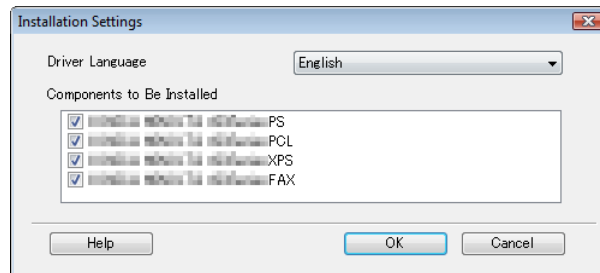 Installation Settings
Driver Language English
Components to Be Installed
PS
PCL
XPS
FAX
Help OK Cancel